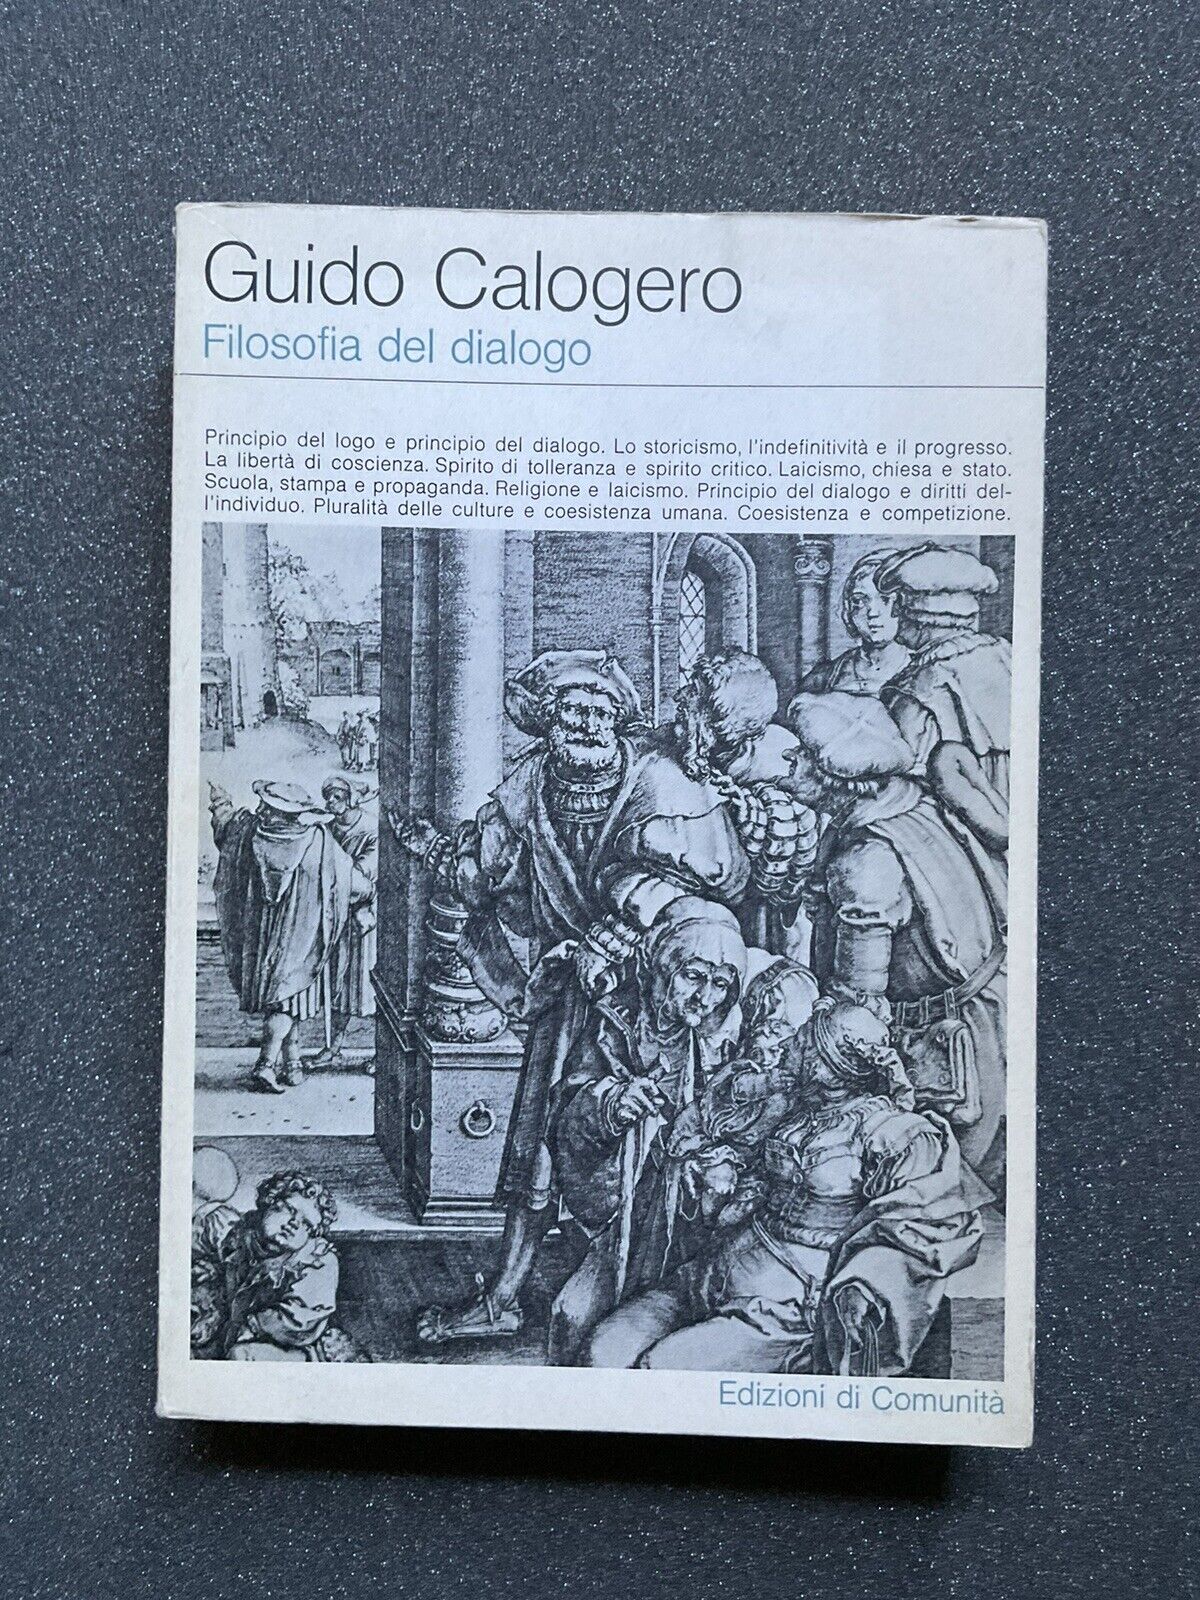 Guido Calogero
Filosofia del dialogo
Principio del logo e principio del dialogo. Lo storicismo, l'indefinitività e il progresso.
La libertà di coscienza. Spirito di tolleranza e spirito critico. Laicismo, chiesa e stato.
Scuola, stampa e propaganda. Religione e laicismo. Principio del dialogo e diritti del-
l'individuo. Pluralità delle culture e coesistenza umana. Coesistenza e competizione.
Edizioni di Comunità